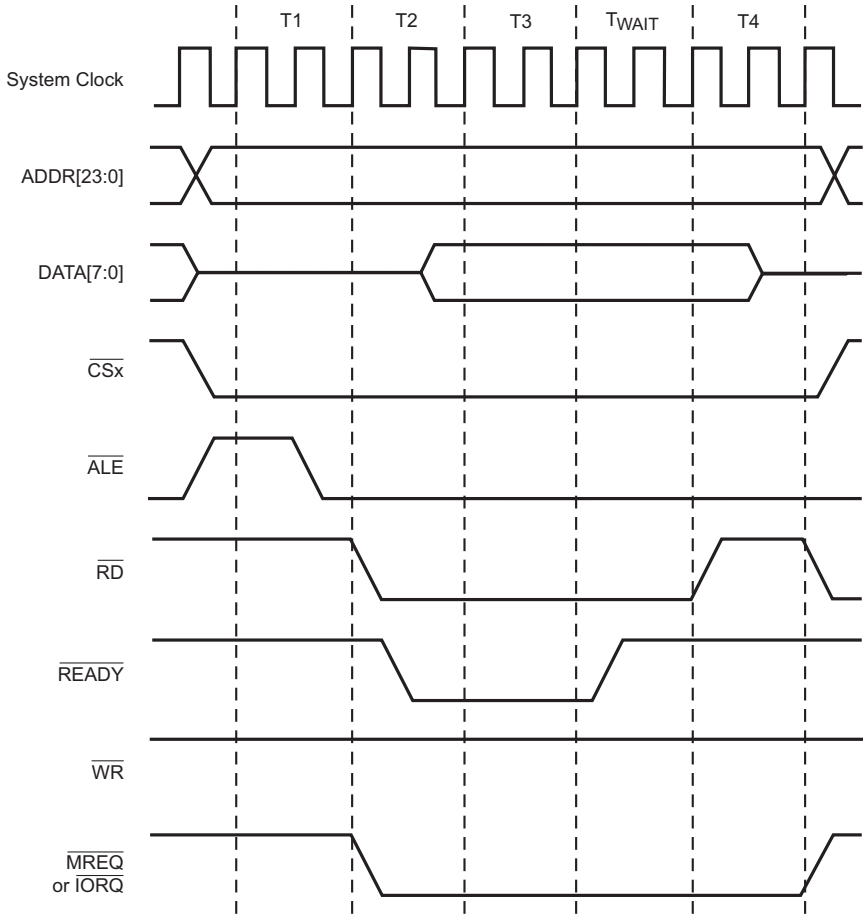 T1 T2 T3 TWAIT T4
System Clock
ADDR[23:0]
DATA[7:0]
CSx
ALE
RD
READY
WR
MREQ
or IORQ